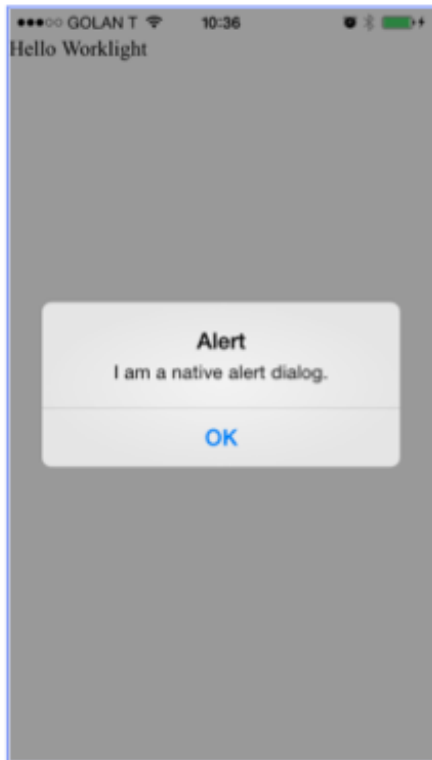 GOLAN T 10:36
Hello Worklight
Alert
I am a native alert dialog.
OK